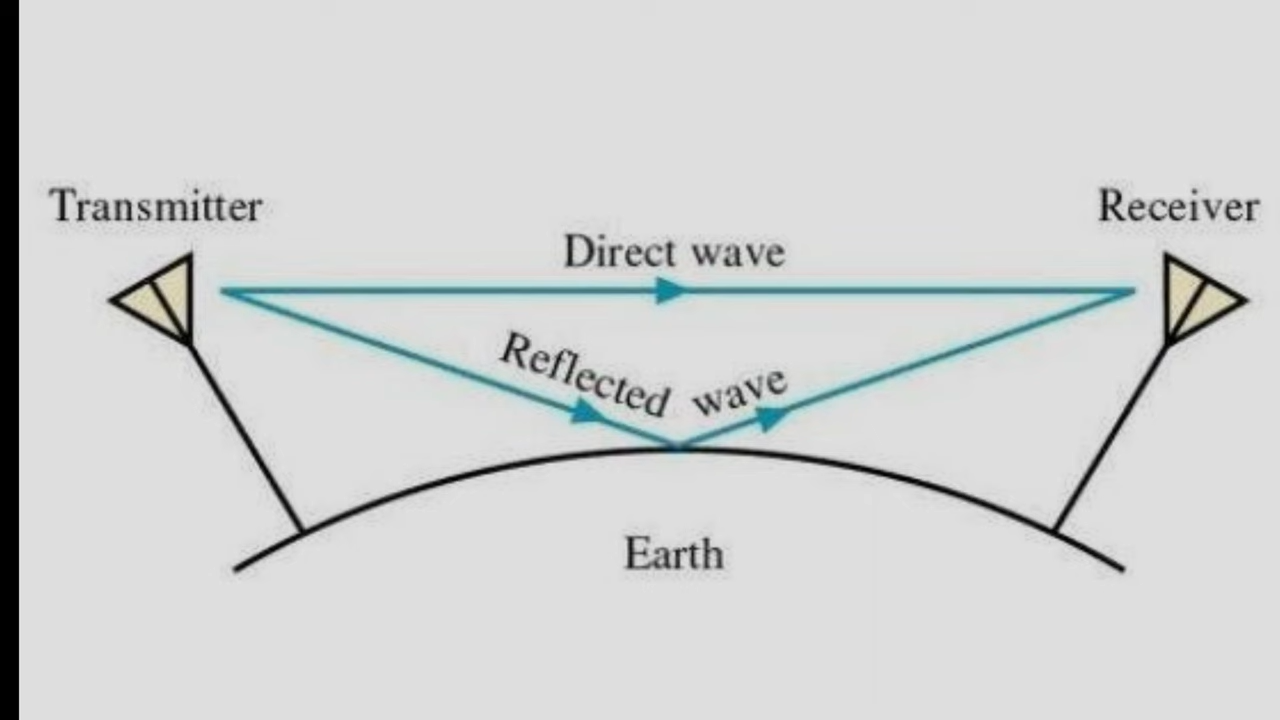 Transmitter
Receiver
Direct wave
Reflected wave
Earth